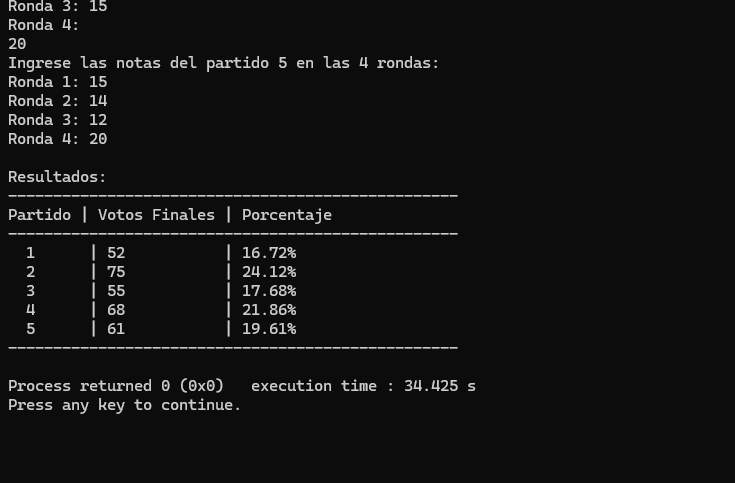 Ronda 3: 15
Ronda 4:
20
Ingrese las notas del partido 5 en las 4 rondas:
Ronda 1: 15
Ronda 2: 14
Ronda 3: 12
Ronda 4: 20
Resultados:
--------------------------------------------------
Partido | Votos Finales | Porcentaje
--------------------------------------------------
1 | 52 | 16.72%
2 | 75 | 24.12%
3 | 55 | 17.68%
4 | 68 | 21.86%
5 | 61 | 19.61%
--------------------------------------------------
Process returned 0 (0x0) execution time : 34.425 s
Press any key to continue.